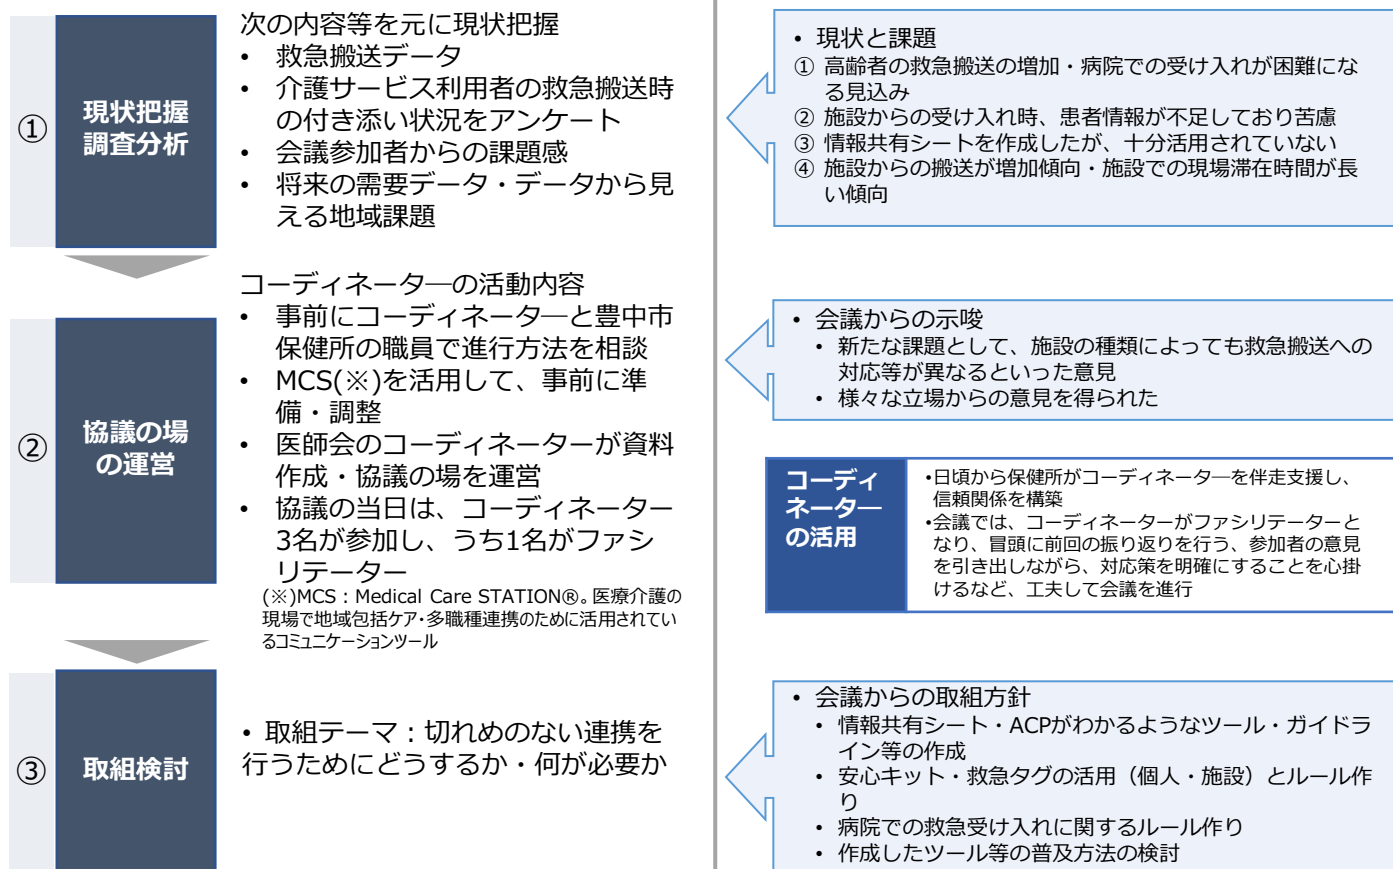 ①
現状把握
調査分析
次の内容等を元に現状把握
• 救急搬送データ
• 介護サービス利用者の救急搬送時
の付き添い状況をアンケート
• 会議参加者からの課題感
• 将来の需要データ・データから見
える地域課題
• 現状と課題
① 高齢者の救急搬送の増加・病院での受け入れが困難にな
る見込み
② 施設からの受け入れ時、患者情報が不足しており苦慮
③ 情報共有シートを作成したが、十分活用されていない
④ 施設からの搬送が増加傾向・施設での現場滞在時間が長
い傾向
②
協議の場
の運営
コーディネータ―の活動内容
• 事前にコーディネータ―と豊中市
保健所の職員で進行方法を相談
• MCS(※)を活用して、事前に準
備・調整
• 医師会のコーディネーターが資料
作成・協議の場を運営
• 協議の当日は、コーディネーター
3名が参加し、うち1名がファシ
リテーター
(※)MCS：Medical Care STATION®。医療介護の
現場で地域包括ケア・多職種連携のために活用されてい
るコミュニケーションツール
• 会議からの示唆
• 新たな課題として、施設の種類によっても救急搬送への
対応等が異なるといった意見
• 様々な立場からの意見を得られた
コーディ
ネータ―
の活用
•日頃から保健所がコーディネータ―を伴走支援し、
信頼関係を構築
•会議では、コーディネーターがファシリテーターと
なり、冒頭に前回の振り返りを行う、参加者の意見
を引き出しながら、対応策を明確にすることを心掛
けるなど、工夫して会議を進行
③
取組検討
• 取組テーマ：切れめのない連携を
行うためにどうするか・何が必要か
• 会議からの取組方針
• 情報共有シート・ACPがわかるようなツール・ガイドラ
イン等の作成
• 安心キット・救急タグの活用（個人・施設）とルール作
り
• 病院での救急受け入れに関するルール作り
• 作成したツール等の普及方法の検討